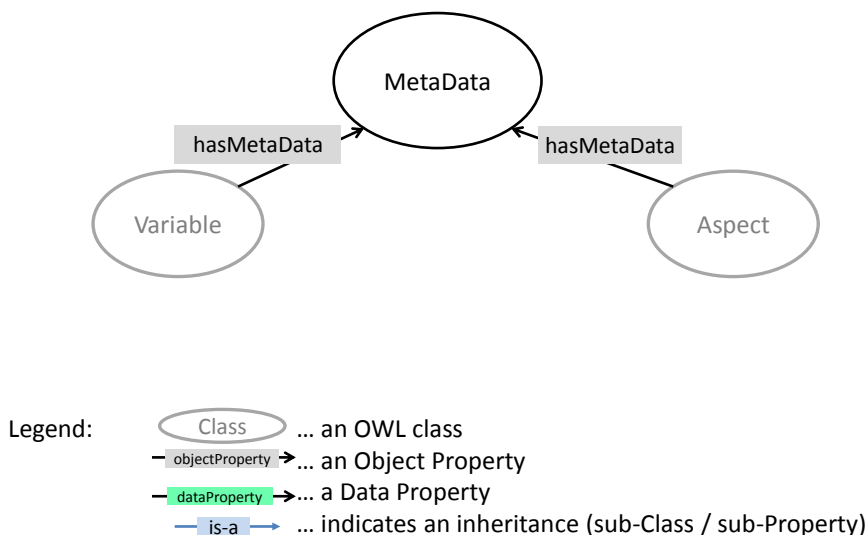 MetaData
hasMetaData
hasMetaData
Variable
Aspect
Legend:
Class
... an OWL class
objectProperty
... an Object Property
dataProperty
... a Data Property
is-a
... indicates an inheritance (sub-Class / sub-Property)